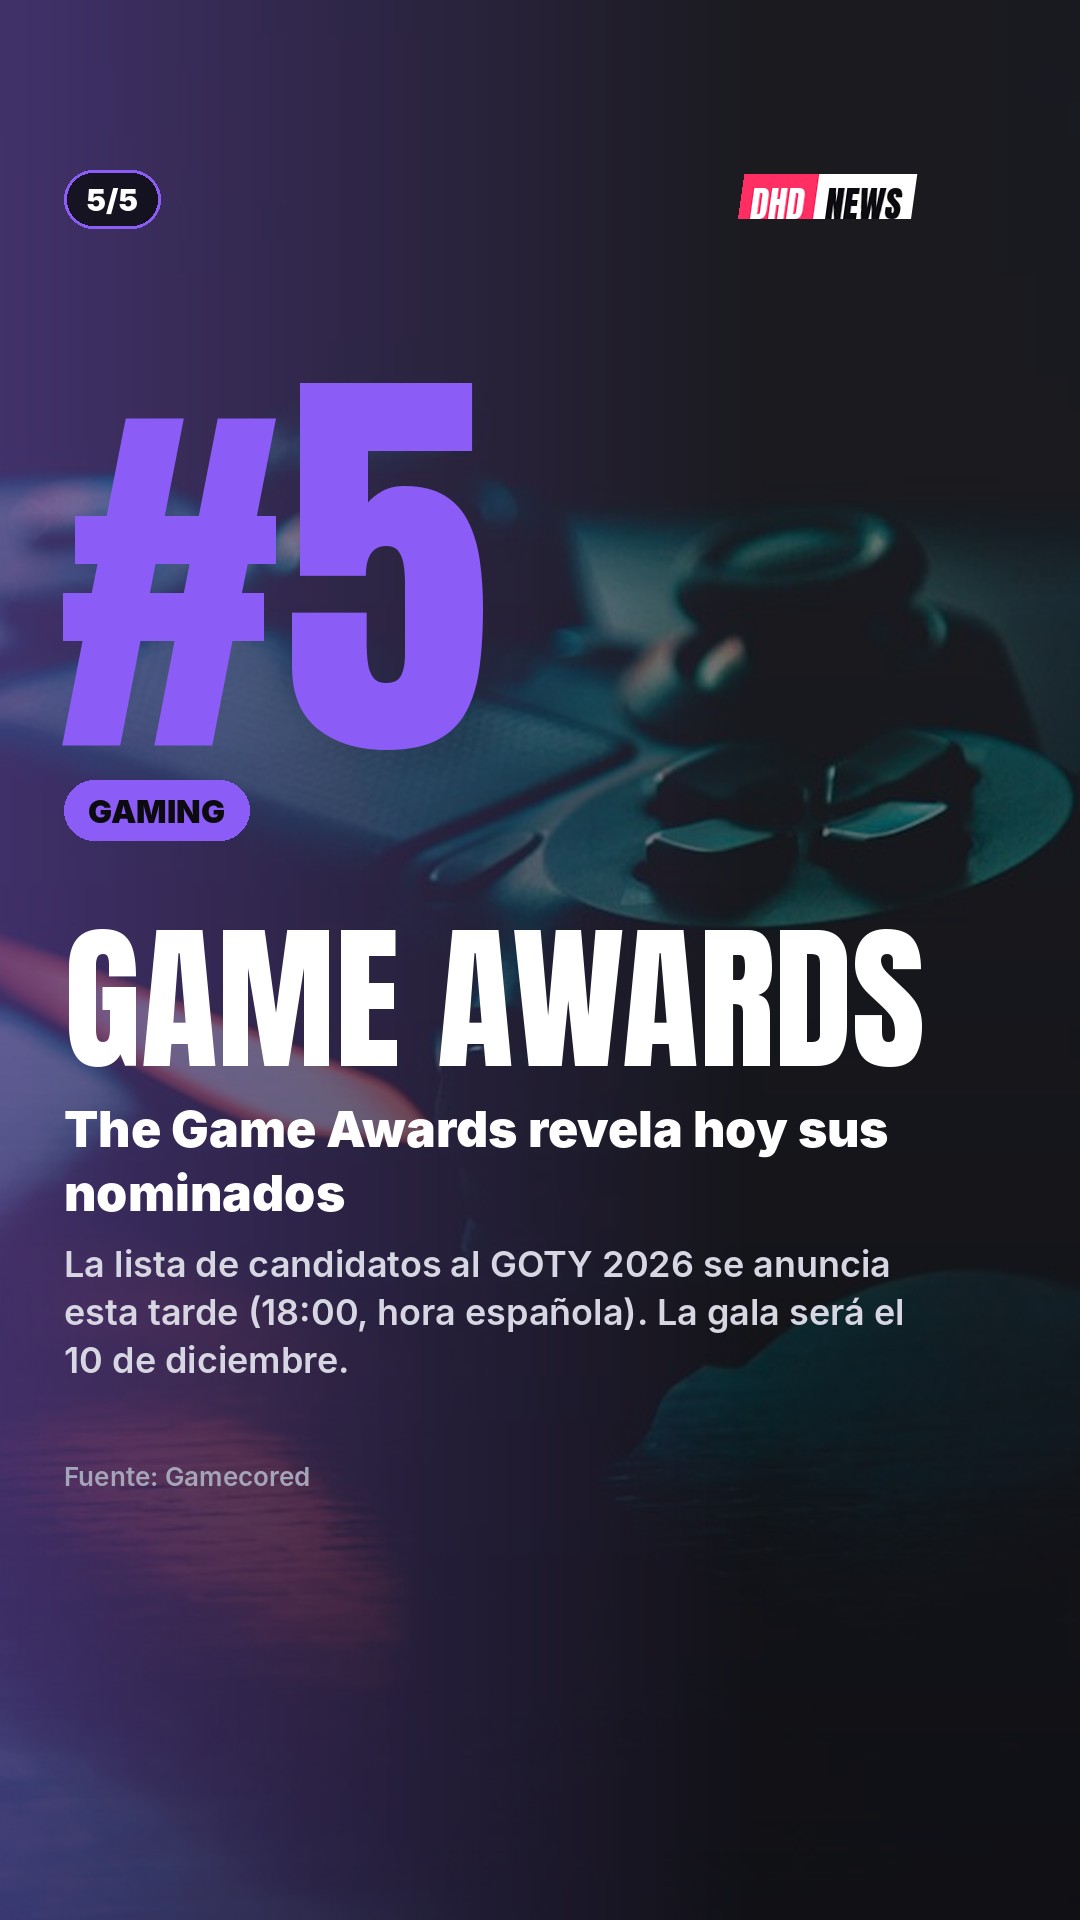 5/5
DHD NEWS
#5
GAMING
GAME AWARDS
The Game Awards revela hoy sus
nominados
La lista de candidatos al GOTY 2026 se anuncia
esta tarde (18:00, hora española). La gala será el
10 de diciembre.
Fuente: Gamecored